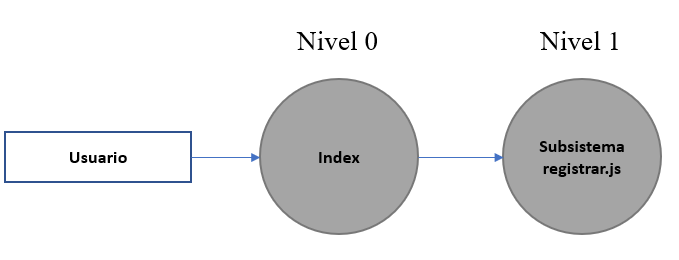 Nivel 0
Nivel 1
Usuario
Index
Subsistema
registrar.js